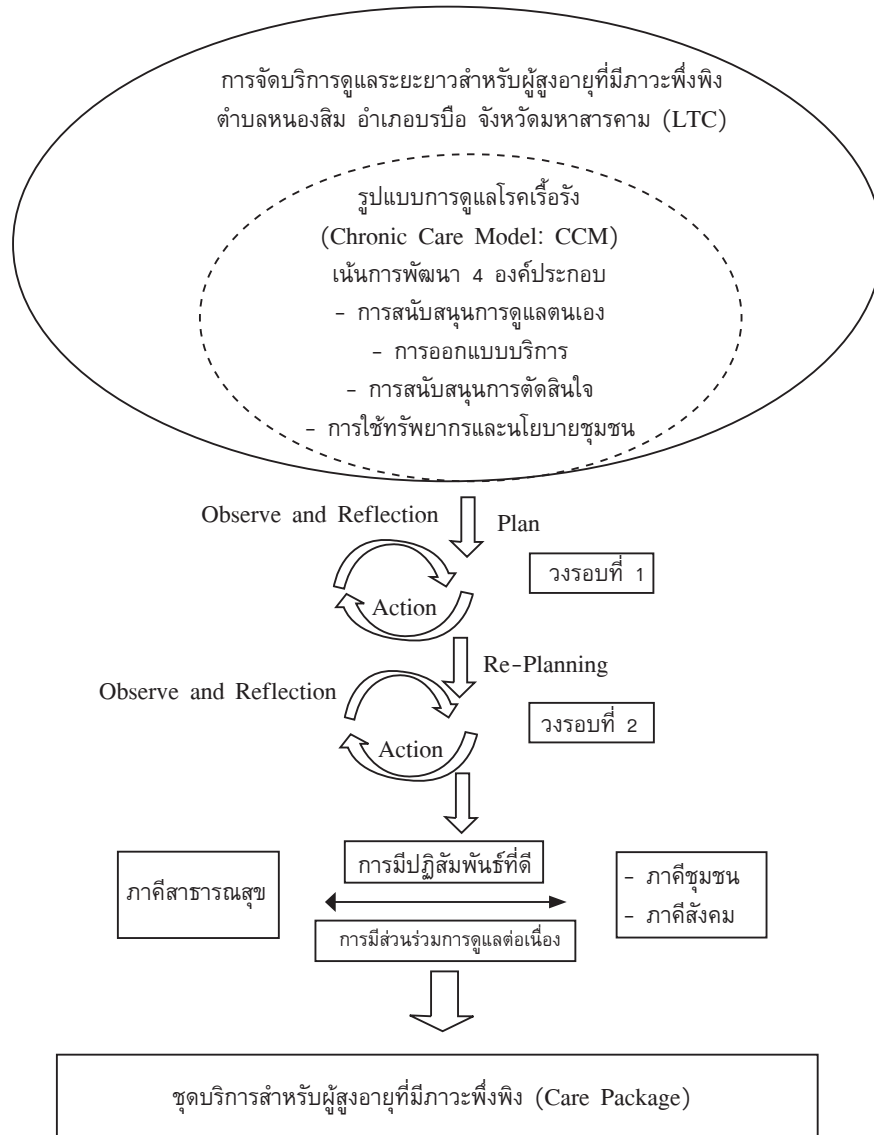 การจัดบริการดูแลระยะยาวสำหรับผู้สูงอายุที่มีภาวะพึ่งพิง
ตำบลหนองสิม อำเภอบรบือ จังหวัดมหาสารคาม (LTC)
รูปแบบการดูแลโรคเรื้อรัง
(Chronic Care Model: CCM)
เน้นการพัฒนา 4 องค์ประกอบ
- การสนับสนุนการดูแลตนเอง
- การออกแบบบริการ
- การสนับสนุนการตัดสินใจ
- การใช้ทรัพยากรและนโยบายชุมชน
Observe and Reflection
Plan
วงรอบที่ 1
Action
Re-Planning
Observe and Reflection
วงรอบที่ 2
Action
การมีปฏิสัมพันธ์ที่ดี
ภาคีสาธารณสุข
- ภาคีชุมชน
- ภาคีสังคม
การมีส่วนร่วมการดูแลต่อเนื่อง
ชุดบริการสำหรับผู้สูงอายุที่มีภาวะพึ่งพิง (Care Package)